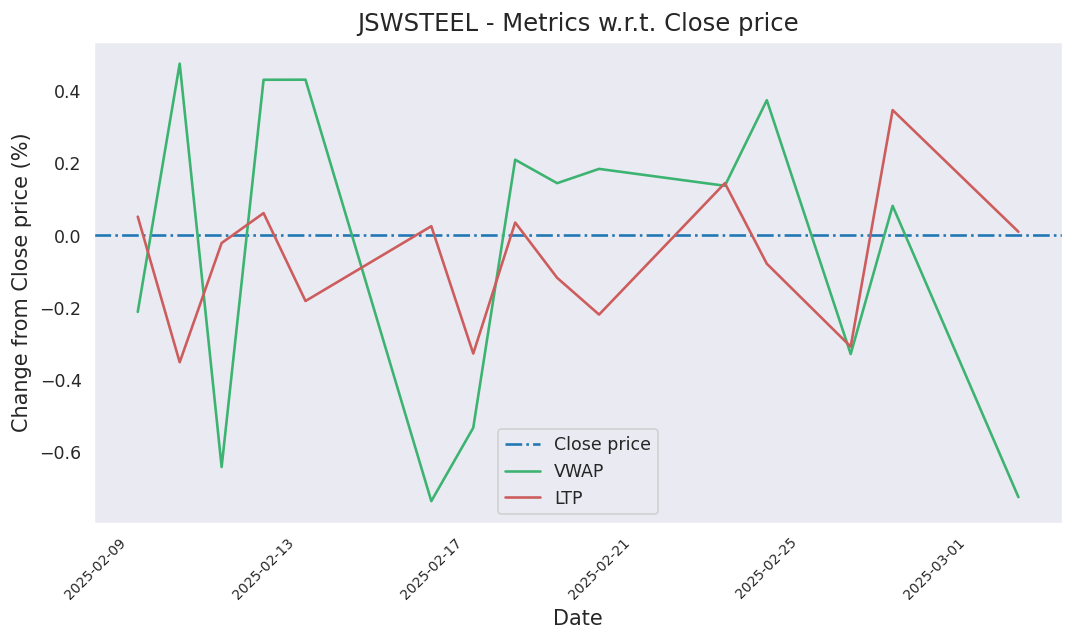 JSWSTEEL - Metrics w.r.t. Close price
Change from Close price (%)
0.4
0.2
0.0
−0.2
−0.4
−0.6
Close price
VWAP
LTP
2025-02-09
2025-02-13
2025-02-17
2025-02-21
2025-02-25
2025-03-01
Date